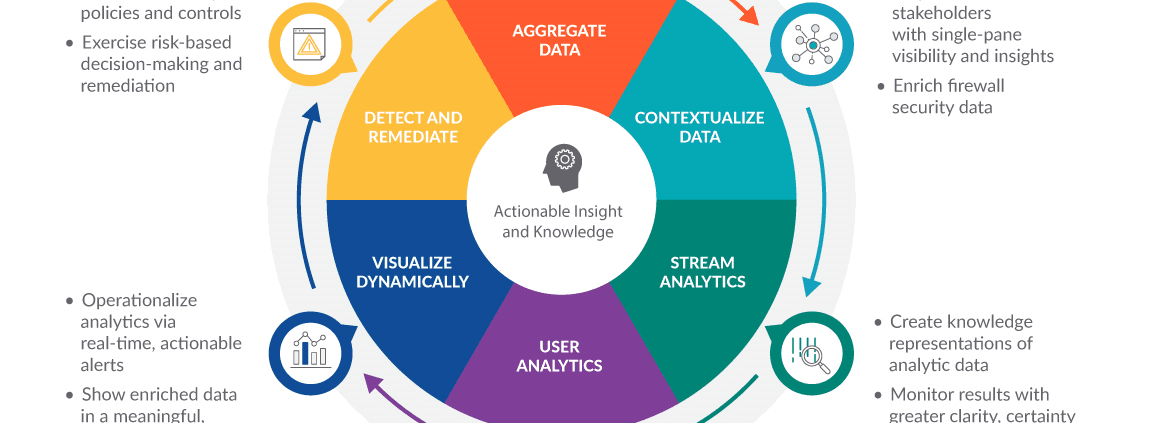 policies and controls
• Exercise risk-based
decision-making and
remediation
AGGREGATE
DATA
stakeholders
with single-pane
visibility and insights
• Enrich firewall
security data
DETECT AND
REMEDIATE
CONTEXTUALIZE
DATA
Actionable Insight
and Knowledge
VISUALIZE
DYNAMICALLY
STREAM
ANALYTICS
USER
ANALYTICS
• Operationalize
analytics via
real-time, actionable
alerts
• Show enriched data
in a meaningful,
• Create knowledge
representations of
analytic data
• Monitor results with
greater clarity, certainty